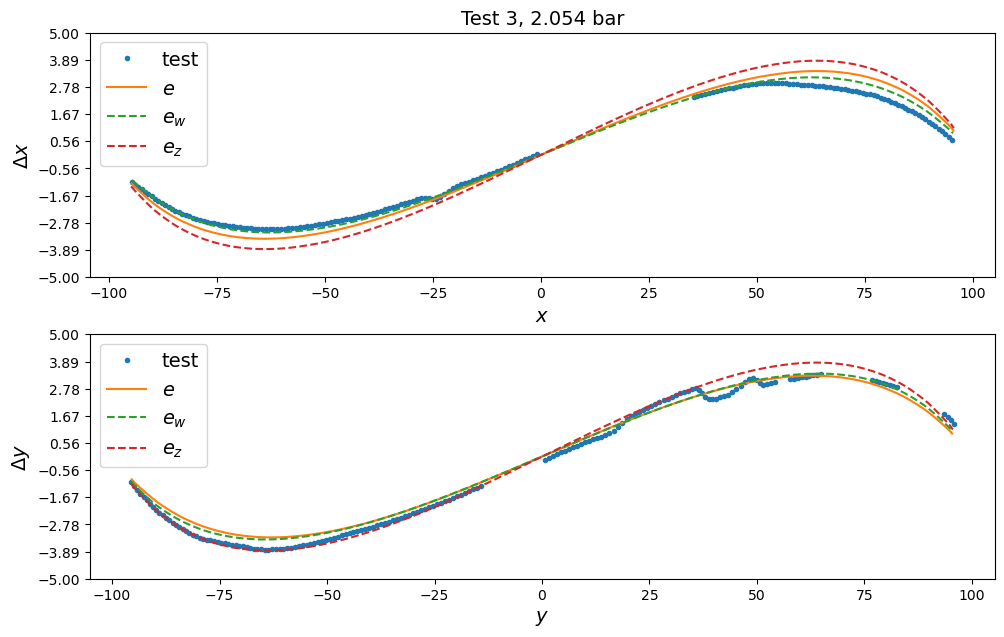 Test 3, 2.054 bar
5.00
3.89
2.78
1.67
0.56
−0.56
−1.67
−2.78
−3.89
−5.00
Δx
test
e
e_w
e_z
−100 −75 −50 −25 0 25 50 75 100
x
5.00
3.89
2.78
1.67
0.56
−0.56
−1.67
−2.78
−3.89
−5.00
Δy
test
e
e_w
e_z
−100 −75 −50 −25 0 25 50 75 100
y